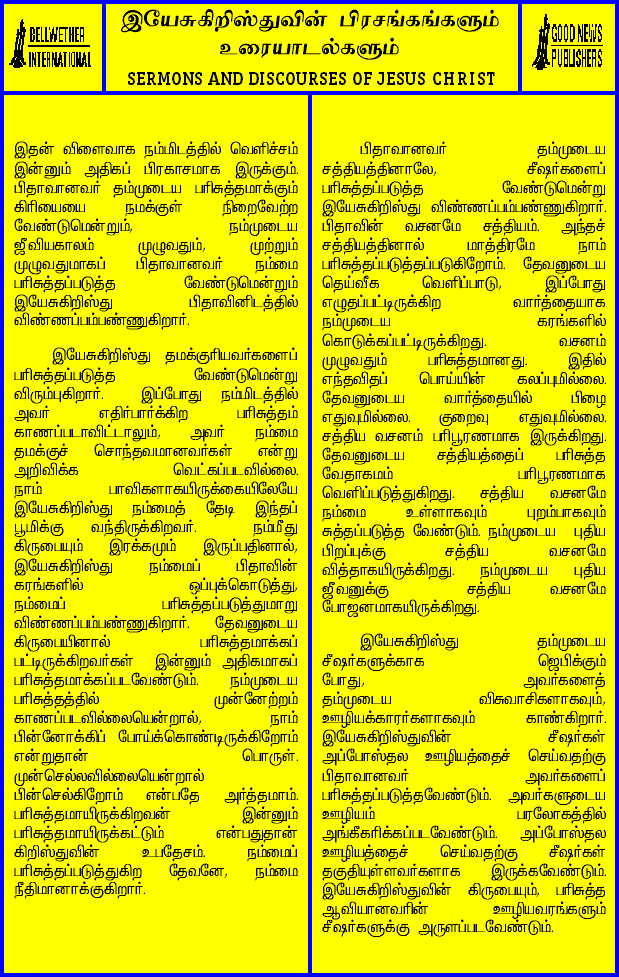 BELLWETHER
INTERNATIONAL
இயேசுகிறிஸ்துவின் பிரசங்கங்களும்
உரையாடல்களும்
SERMONS AND DISCOURSES OF JESUS CHRIST
GOOD NEWS
PUBLISHERS
இதன் விளைவாக நம்மிடத்தில் வெளிச்சம்
இன்னும் அதிகப் பிரகாசமாக இருக்கும்.
பிதாவானவர் தம்முடைய பரிசுத்தமாக்கும்
கிரியையை நமக்குள் நிறைவேற்ற
வேண்டுமென்றும், நம்முடைய
ஜீவியகாலம் முழுவதும், முற்றும்
முழுவதுமாகப் பிதாவானவர் நம்மை
பரிசுத்தப்படுத்த வேண்டுமென்றும்
இயேசுகிறிஸ்து பிதாவினிடத்தில்
விண்ணப்பம்பண்ணுகிறார்.
இயேசுகிறிஸ்து தமக்குரியவர்களைப்
பரிசுத்தப்படுத்த வேண்டுமென்று
விரும்புகிறார். இப்போது நம்மிடத்தில்
அவர் எதிர்பார்க்கிற பரிசுத்தம்
காணப்படாவிட்டாலும், அவர் நம்மை
தமக்குச் சொந்தவமானவர்கள் என்று
அறிவிக்க வெட்கப்படவில்லை.
நாம் பாவிகளாகயிருக்கையிலேயே
இயேசுகிறிஸ்து நம்மைத் தேடி இந்தப்
பூமிக்கு வந்திருக்கிறவர். நம்மீது
கிருபையும் இரக்கமும் இருப்பதினால்,
இயேசுகிறிஸ்து நம்மைப் பிதாவின்
கரங்களில் ஒப்புக்கொடுத்து,
நம்மைப் பரிசுத்தப்படுத்துமாறு
விண்ணப்பம்பண்ணுகிறார். தேவனுடைய
கிருபையினால் பரிசுத்தமாக்கப்
பட்டிருக்கிறவர்கள் இன்னும் அதிகமாகப்
பரிசுத்தமாக்கப்படவேண்டும். நம்முடைய
பரிசுத்தத்தில் முன்னேற்றம்
காணப்படவில்லையென்றால், நாம்
பின்னோக்கிப் போய்க்கொண்டிருக்கிறோம்
என்றுதான் பொருள்.
முன்செல்லவில்லையென்றால்
பின்செல்கிறோம் என்பதே அர்த்தமாம்.
பரிசுத்தமாயிருக்கிறவன் இன்னும்
பரிசுத்தமாயிருக்கட்டும் என்பதுதான்
கிறிஸ்துவின் உபதேசம். நம்மைப்
பரிசுத்தப்படுத்துகிற தேவனே, நம்மை
நீதிமானாக்குகிறார்.
பிதாவானவர் தம்முடைய
சத்தியத்தினாலே, சீஷர்களைப்
பரிசுத்தப்படுத்த வேண்டுமென்று
இயேசுகிறிஸ்து விண்ணப்பம்பண்ணுகிறார்.
பிதாவின் வசனமே சத்தியம். அந்தச்
சத்தியத்தினால் மாத்திரமே நாம்
பரிசுத்தப்படுத்தப்படுகிறோம். தேவனுடைய
தெய்வீக வெளிப்பாடு, இப்போது
எழுதப்பட்டிருக்கிற வார்த்தையாக
நம்முடைய கரங்களில்
கொடுக்கப்பட்டிருக்கிறது. வசனம்
முழுவதும் பரிசுத்தமானது. இதில்
எந்தவிதப் பொய்யின் கலப்புமில்லை.
தேவனுடைய வார்த்தையில் பிழை
எதுவுமில்லை. குறைவு எதுவுமில்லை.
சத்திய வசனம் பரிபூரணமாக இருக்கிறது.
தேவனுடைய சத்தியத்தைப் பரிசுத்த
வேதாகமம் பரிபூரணமாக
வெளிப்படுத்துகிறது. சத்திய வசனமே
நம்மை உள்ளாகவும் புறம்பாகவும்
சுத்தப்படுத்த வேண்டும். நம்முடைய புதிய
பிறப்புக்கு சத்திய வசனமே
வித்தாகயிருக்கிறது. நம்முடைய புதிய
ஜீவனுக்கு சத்திய வசனமே
போஜனமாகயிருக்கிறது.
இயேசுகிறிஸ்து தம்முடைய
சீஷர்களுக்காக ஜெபிக்கும்
போது, அவர்களைத்
தம்முடைய விசுவாசிகளாகவும்,
ஊழியக்காரர்களாகவும் காண்கிறார்.
இயேசுகிறிஸ்துவின் சீஷர்கள்
அப்போஸ்தல ஊழியத்தைச் செய்வதற்கு
பிதாவானவர் அவர்களைப்
பரிசுத்தப்படுத்தவேண்டும். அவர்களுடைய
ஊழியம் பரலோகத்தில்
அங்கீகரிக்கப்படவேண்டும். அப்போஸ்தல
ஊழியத்தைச் செய்வதற்கு சீஷர்கள்
தகுதியுள்ளவர்களாக இருக்கவேண்டும்.
இயேசுகிறிஸ்துவின் கிருபையும், பரிசுத்த
ஆவியானவரின் ஊழியவரங்களும்
சீஷர்களுக்கு அருளப்படவேண்டும்.